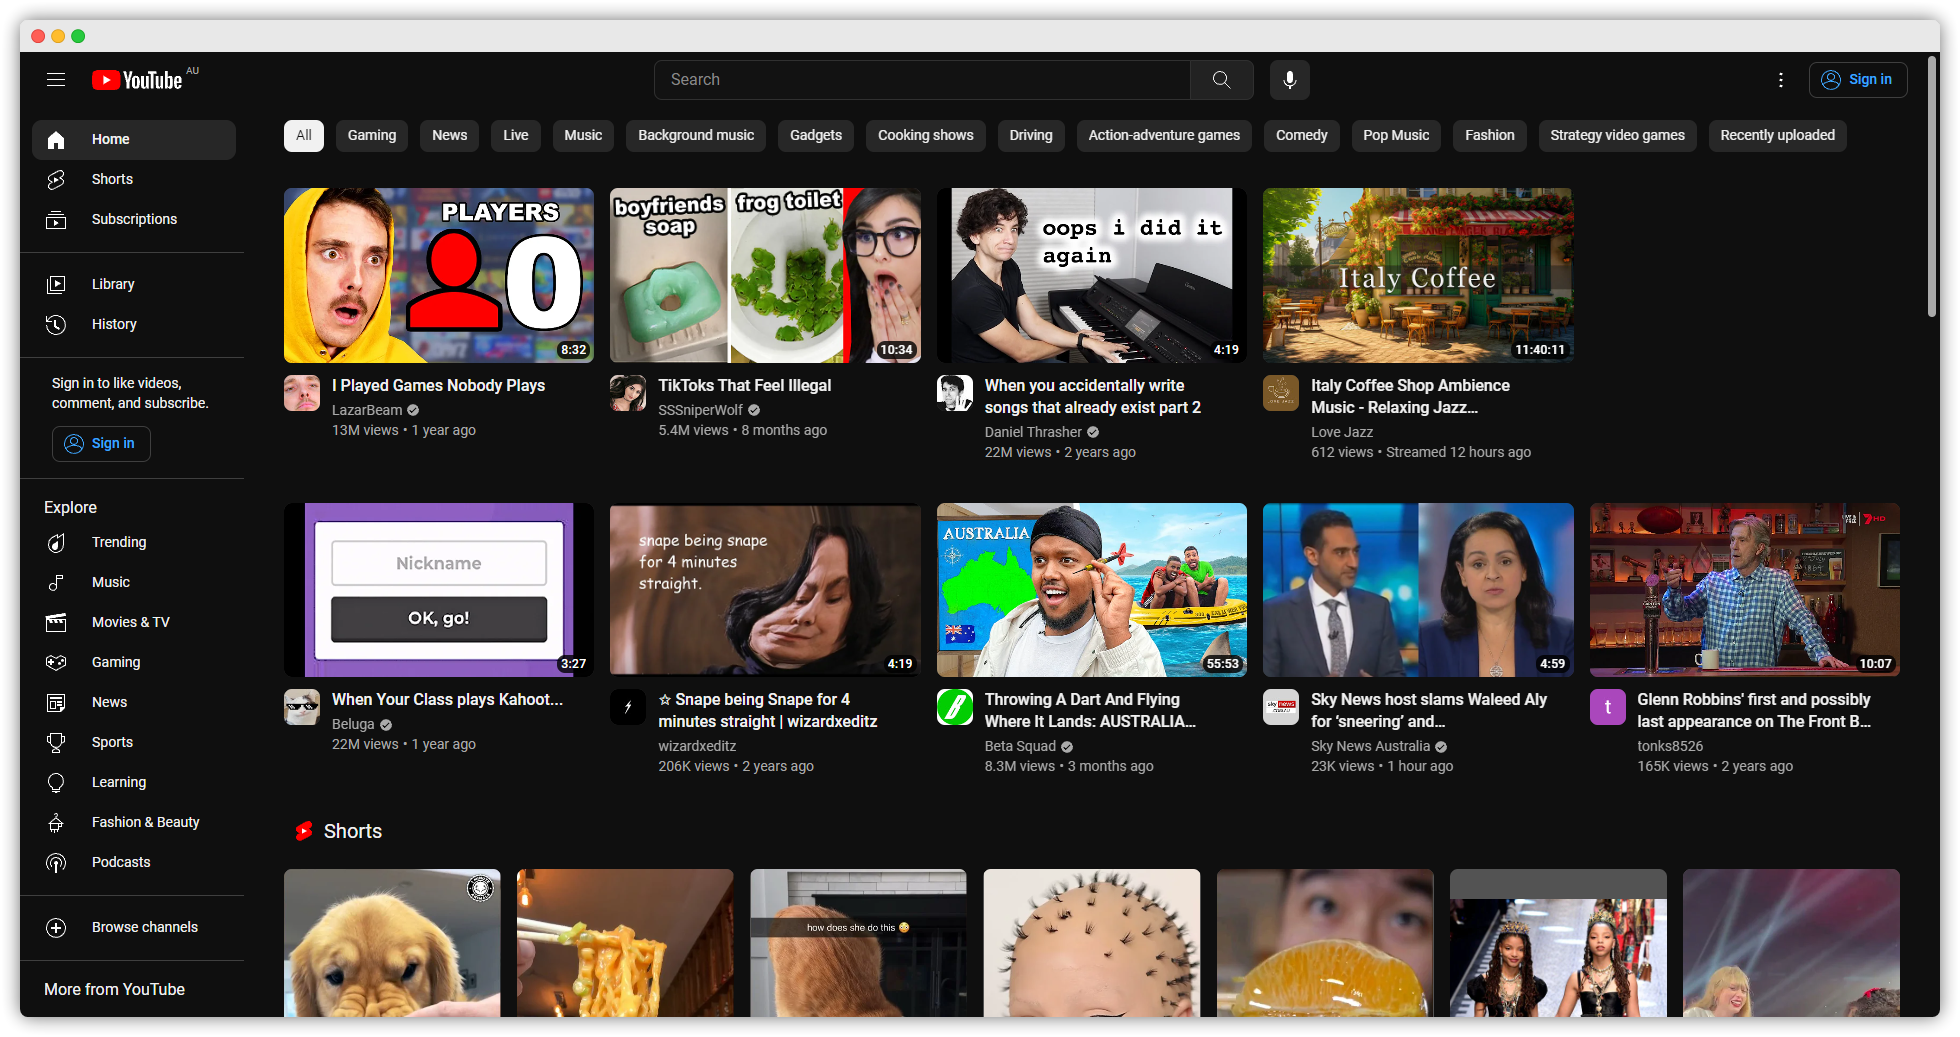 YouTube AU
Search
Sign in
Home
Shorts
Subscriptions
Library
History
Sign in to like videos,
comment, and subscribe.
Sign in
Explore
Trending
Music
Movies & TV
Gaming
News
Sports
Learning
Fashion & Beauty
Podcasts
Browse channels
More from YouTube
All
Gaming
News
Live
Music
Background music
Gadgets
Cooking shows
Driving
Action-adventure games
Comedy
Pop Music
Fashion
Strategy video games
Recently uploaded
PLAYERS
0
8:32
I Played Games Nobody Plays
LazarBeam
13M views • 1 year ago
boyfriends
soap
frog toilet
10:34
TikToks That Feel Illegal
SSSniperWolf
5.4M views • 8 months ago
oops i did it
again
4:19
When you accidentally write
songs that already exist part 2
Daniel Thrasher
22M views • 2 years ago
Italy Coffee
11:40:11
Italy Coffee Shop Ambience
Music - Relaxing Jazz...
Love Jazz
612 views • Streamed 12 hours ago
Nickname
OK, go!
3:27
When Your Class plays Kahoot...
Beluga
22M views • 1 year ago
snape being snape
for 4 minutes
straight.
4:19
☆ Snape being Snape for 4
minutes straight | wizardxeditz
wizardxeditz
206K views • 2 years ago
AUSTRALIA
55:53
Throwing A Dart And Flying
Where It Lands: AUSTRALIA...
Beta Squad
8.3M views • 3 months ago
4:59
sky news
Sky News host slams Waleed Aly
for ‘sneering’ and...
Sky News Australia
23K views • 1 hour ago
7HD
10:07
t
Glenn Robbins' first and possibly
last appearance on The Front B...
tonks8526
165K views • 2 years ago
Shorts
how does she do this 😳